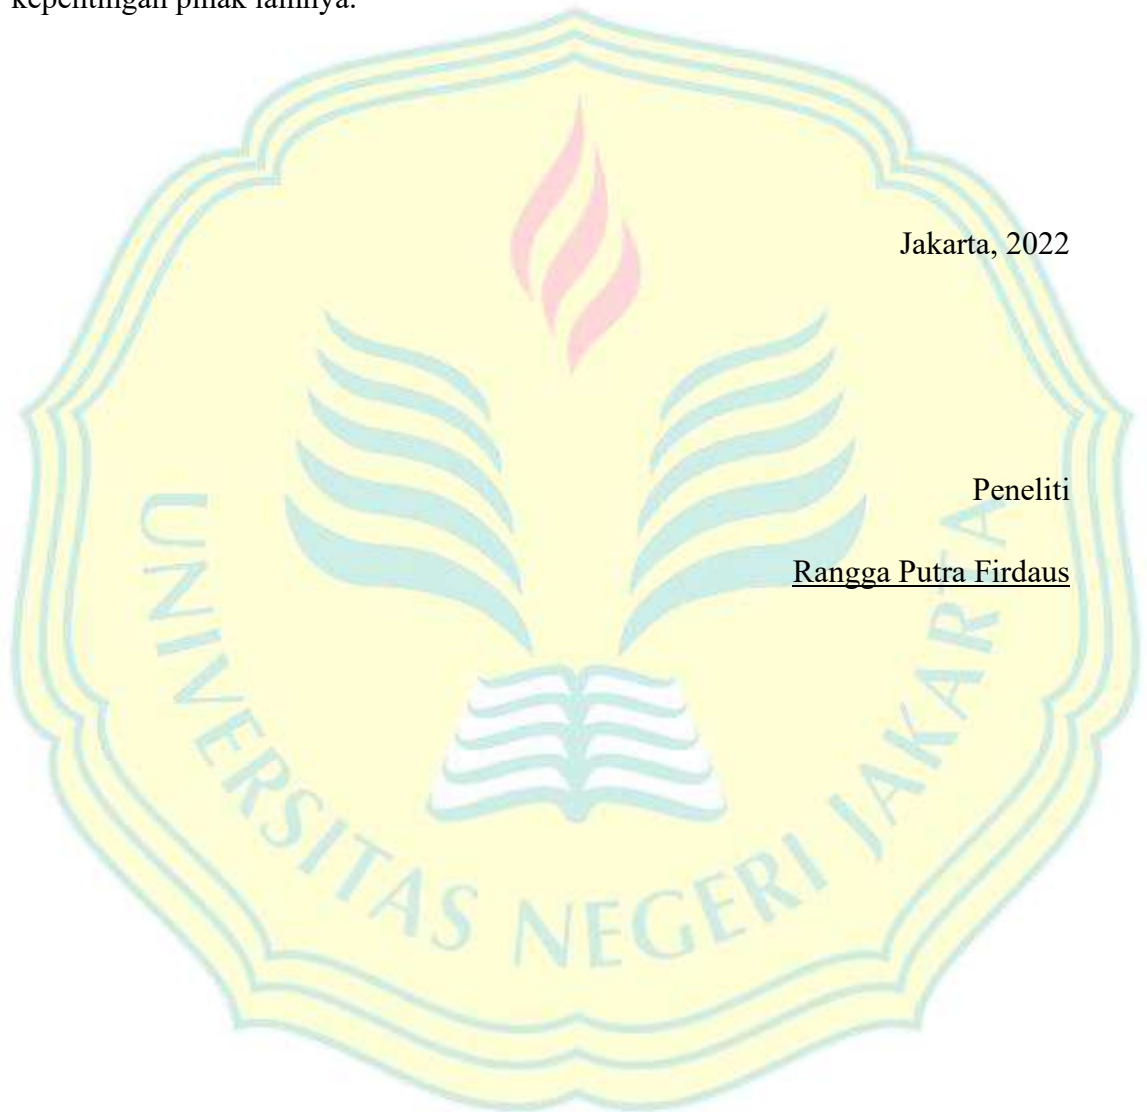 kepentingan pihak lainnya.
Jakarta, 2022
Peneliti
Rangga Putra Firdaus
UNIVERSITAS NEGERI JAKARTA